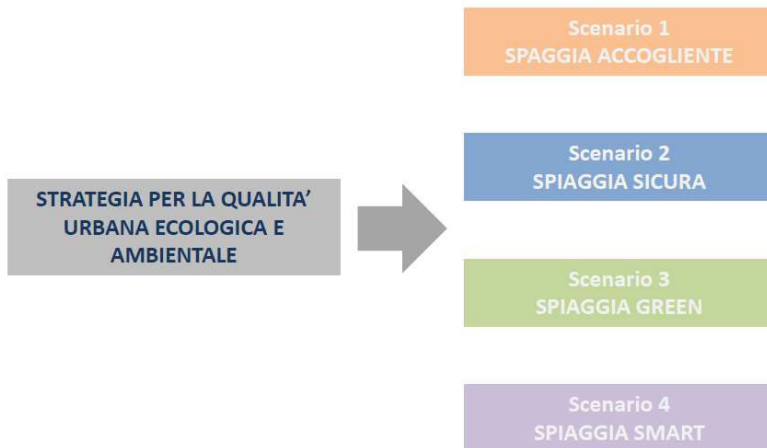 STRATEGIA PER LA QUALITA’
URBANA ECOLOGICA E
AMBIENTALE
Scenario 1
SPAGGIA ACCOGLIENTE
Scenario 2
SPIAGGIA SICURA
Scenario 3
SPIAGGIA GREEN
Scenario 4
SPIAGGIA SMART